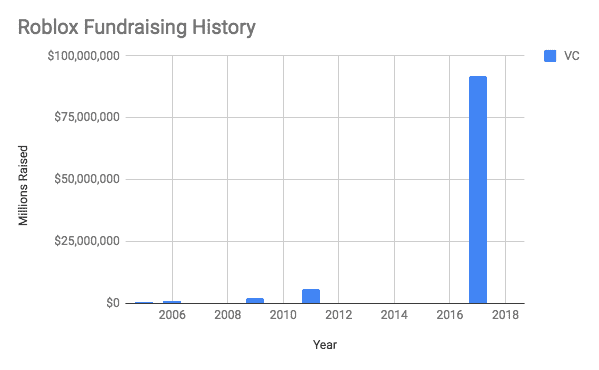 Roblox Fundraising History
$100,000,000
VC
$75,000,000
Millions Raised
$50,000,000
$25,000,000
$0
2006 2008 2010 2012 2014 2016 2018
Year